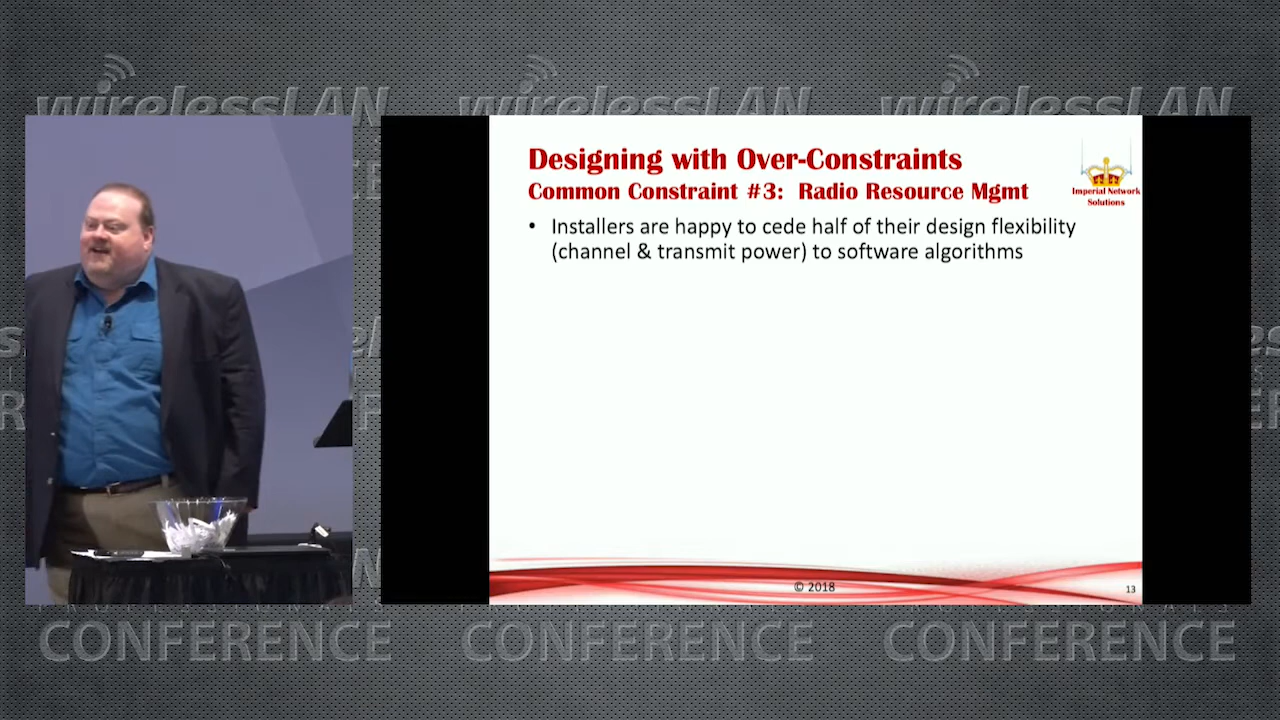 wirelessLAN wirelessLAN wirelessLAN
Designing with Over-Constraints
Common Constraint #3: Radio Resource Mgmt
Imperial Network
Solutions
• Installers are happy to cede half of their design flexibility
(channel & transmit power) to software algorithms
© 2018
13
CONFERENCE CONFERENCE CONFERENCE